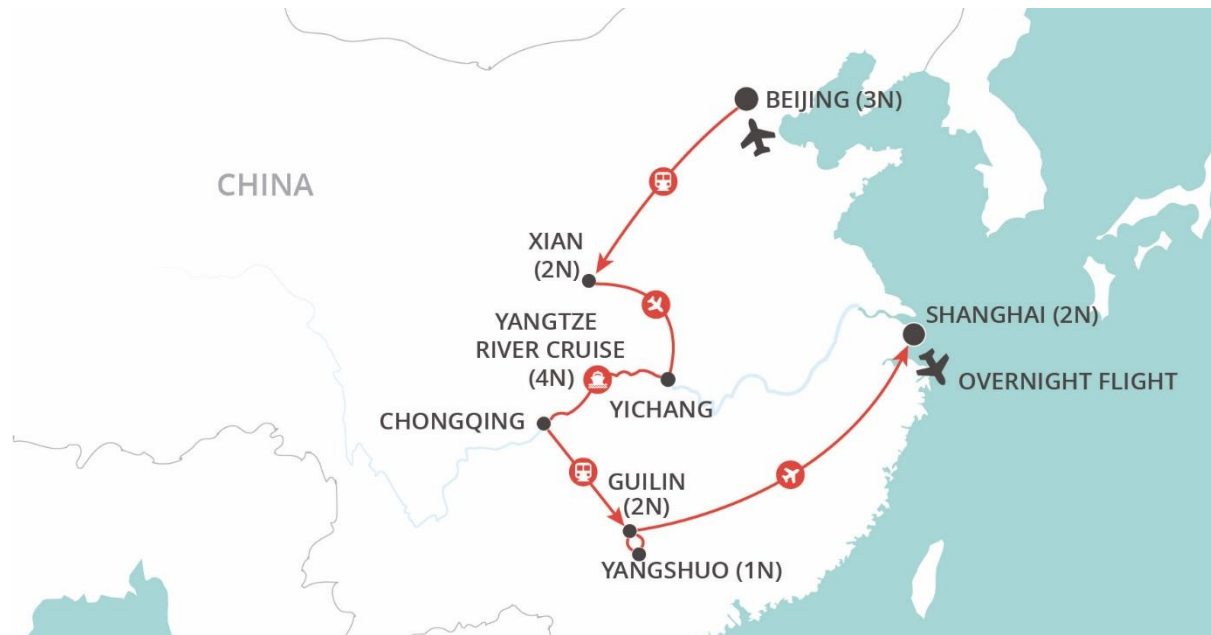 BEIJING (3N)
CHINA
XIAN
(2N)
YANGTZE
RIVER CRUISE
(4N)
SHANGHAI (2N)
OVERNIGHT FLIGHT
YICHANG
CHONGQING
GUILIN
(2N)
YANGSHUO (1N)